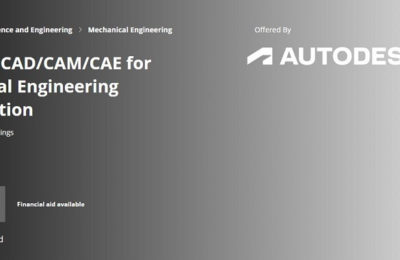 ence and Engineering > Mechanical Engineering
Offered By
AUTODES
CAD/CAM/CAE for
al Engineering
tion
ings
Financial aid available
d